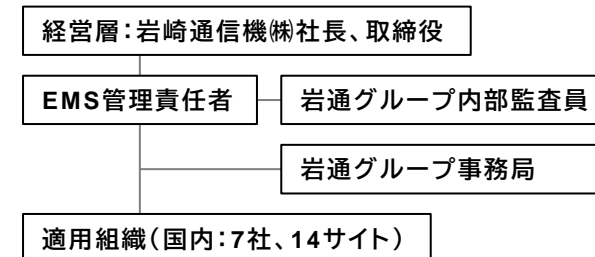 経営層：岩崎通信機㈱社長、取締役
EMS管理責任者
岩通グループ内部監査員
岩通グループ事務局
適用組織（国内：7社、14サイト）